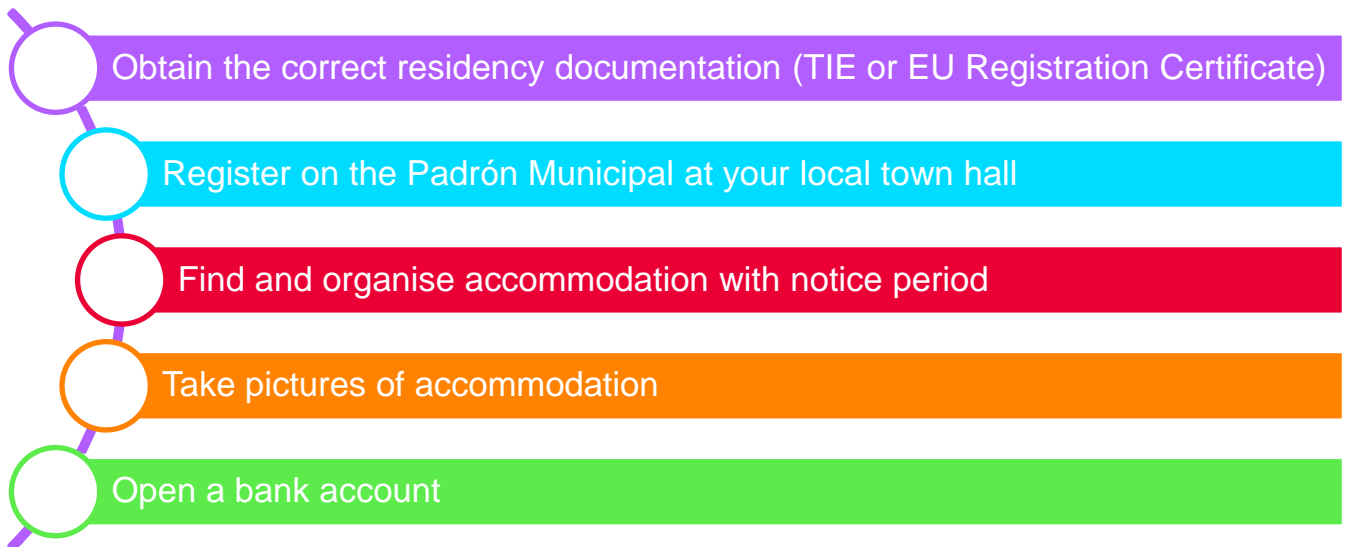 Obtain the correct residency documentation (TIE or EU Registration Certificate)
Register on the Padrón Municipal at your local town hall
Find and organise accommodation with notice period
Take pictures of accommodation
Open a bank account